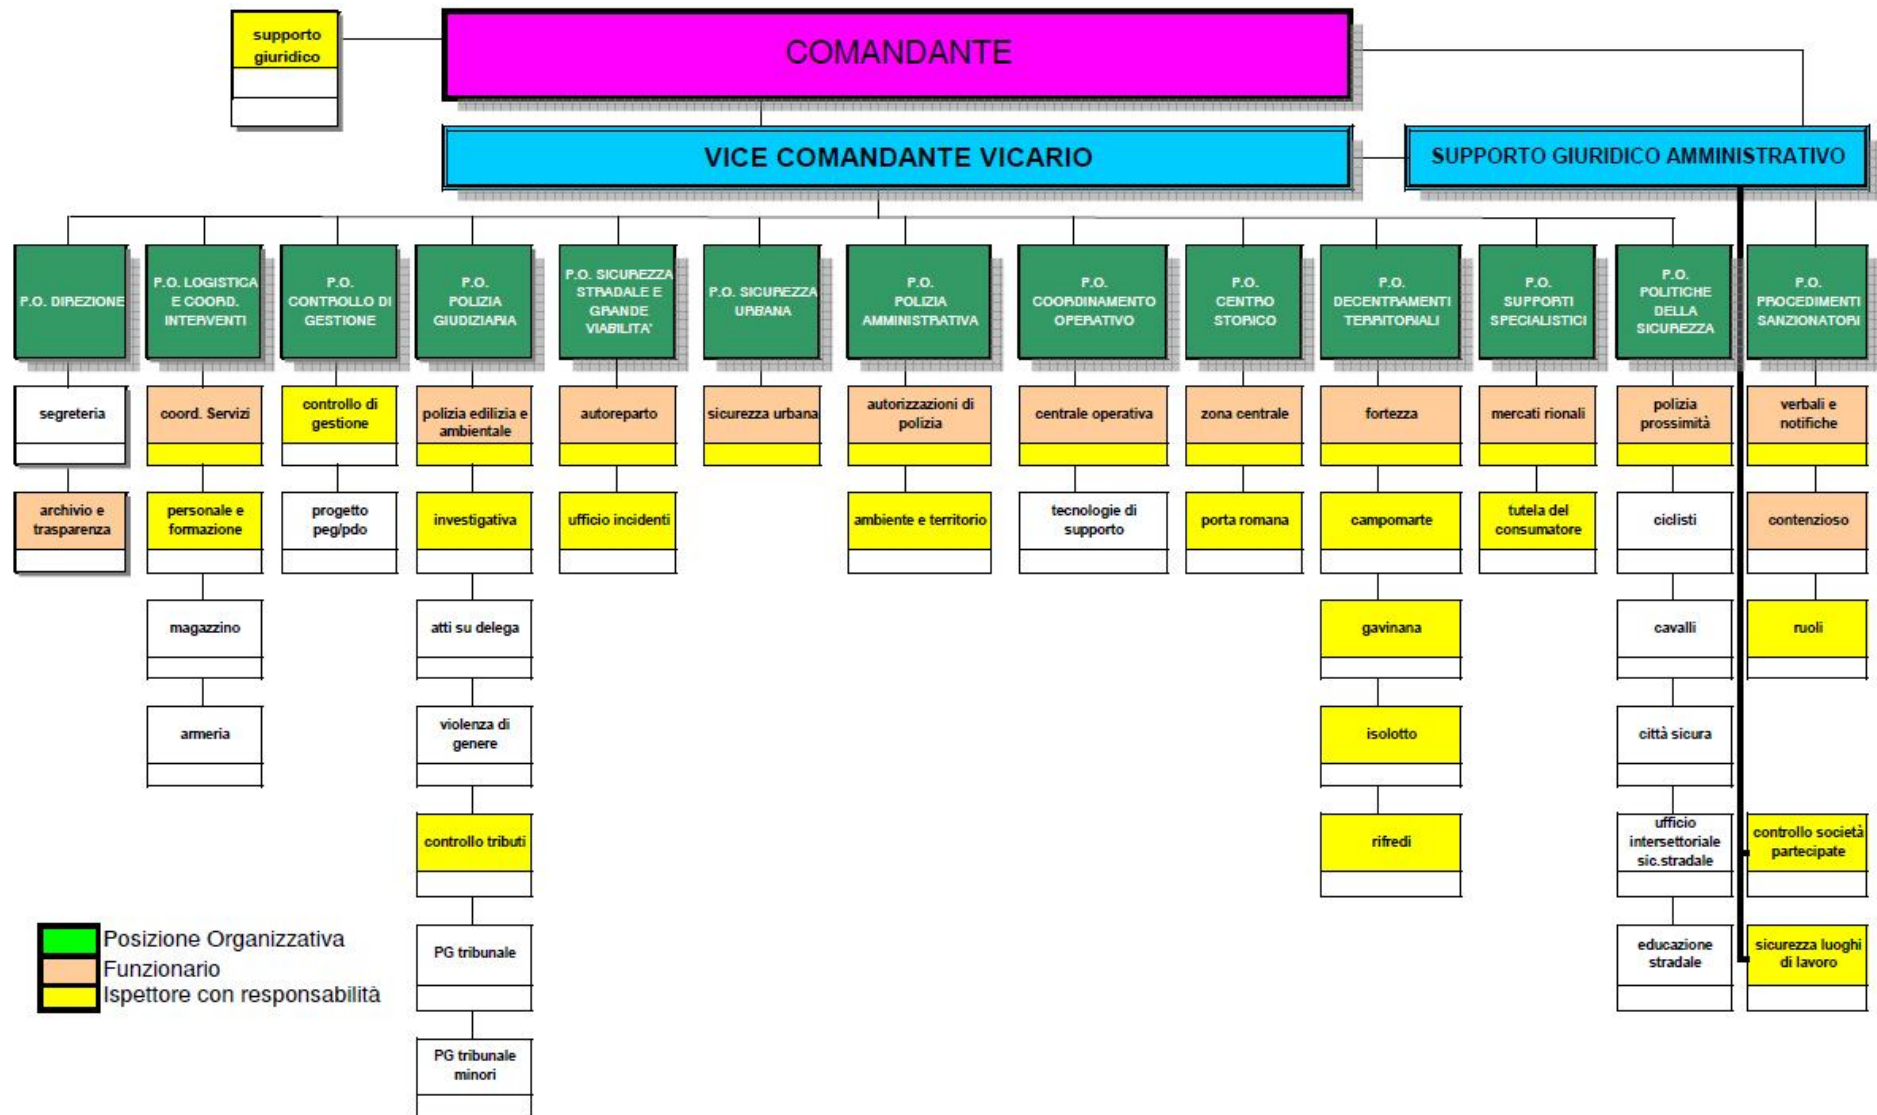 supporto
giuridico
COMANDANTE
VICE COMANDANTE VICARIO
SUPPORTO GIURIDICO AMMINISTRATIVO
P.O. DIREZIONE
segreteria
archivio e
trasparenza
P.O. LOGISTICA
E COORD.
INTERVENTI
coord. Servizi
personale e
formazione
magazzino
armeria
P.O.
CONTROLLO DI
GESTIONE
controllo di
gestione
progetto
peg/pdo
P.O.
POLIZIA
GIUDIZIARIA
polizia edilizia e
ambientale
investigativa
atti su delega
violenza di
genere
controllo tributi
PG tribunale
PG tribunale
minori
P.O. SICUREZZA
STRADALE E
GRANDE
VIABILITA'
autoreparto
ufficio incidenti
P.O. SICUREZZA
URBANA
sicurezza urbana
P.O.
POLIZIA
AMMINISTRATIVA
autorizzazioni di
polizia
ambiente e territorio
P.O.
COORDINAMENTO
OPERATIVO
centrale operativa
tecnologie di
supporto
P.O.
CENTRO
STORICO
zona centrale
porta romana
P.O.
DECENTRAMENTI
TERRITORIALI
fortezza
campomarte
gavinana
isolotto
rifredi
P.O.
SUPPORTI
SPECIALISTICI
mercati rionali
tutela del
consumatore
P.O.
POLITICHE
DELLA
SICUREZZA
polizia
prossimità
ciclisti
cavalli
città sicura
ufficio
intersettoriale
sic.stradale
educazione
stradale
P.O.
PROCEDIMENTI
SANZIONATORI
verbali e
notifiche
contenzioso
ruoli
controllo società
partecipate
sicurezza luoghi
di lavoro
Posizione Organizzativa
Funzionario
Ispettore con responsabilità